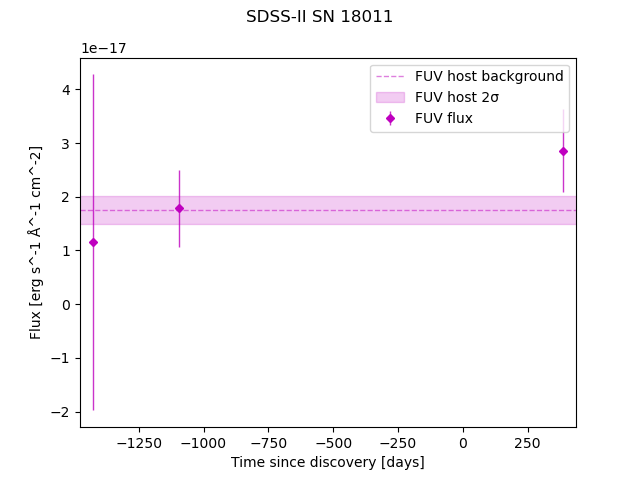 SDSS-II SN 18011
1e−17
FUV host background
FUV host 2σ
FUV flux
4
3
2
1
0
−1
−2
Flux [erg s^-1 Å^-1 cm^-2]
−1250 −1000 −750 −500 −250 0 250
Time since discovery [days]